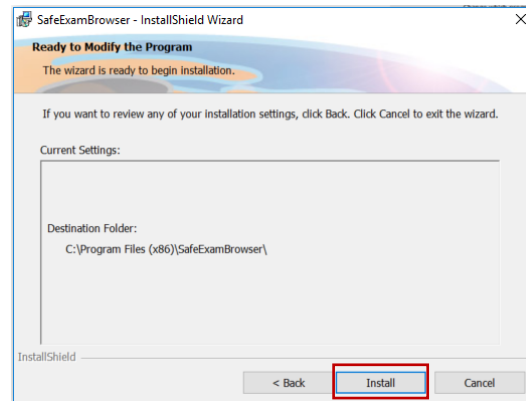 SafeExamBrowser - InstallShield Wizard
Ready to Modify the Program
The wizard is ready to begin installation.
If you want to review any of your installation settings, click Back. Click Cancel to exit the wizard.
Current Settings:
Destination Folder:
C:\Program Files (x86)\SafeExamBrowser\
InstallShield
< Back
Install
Cancel